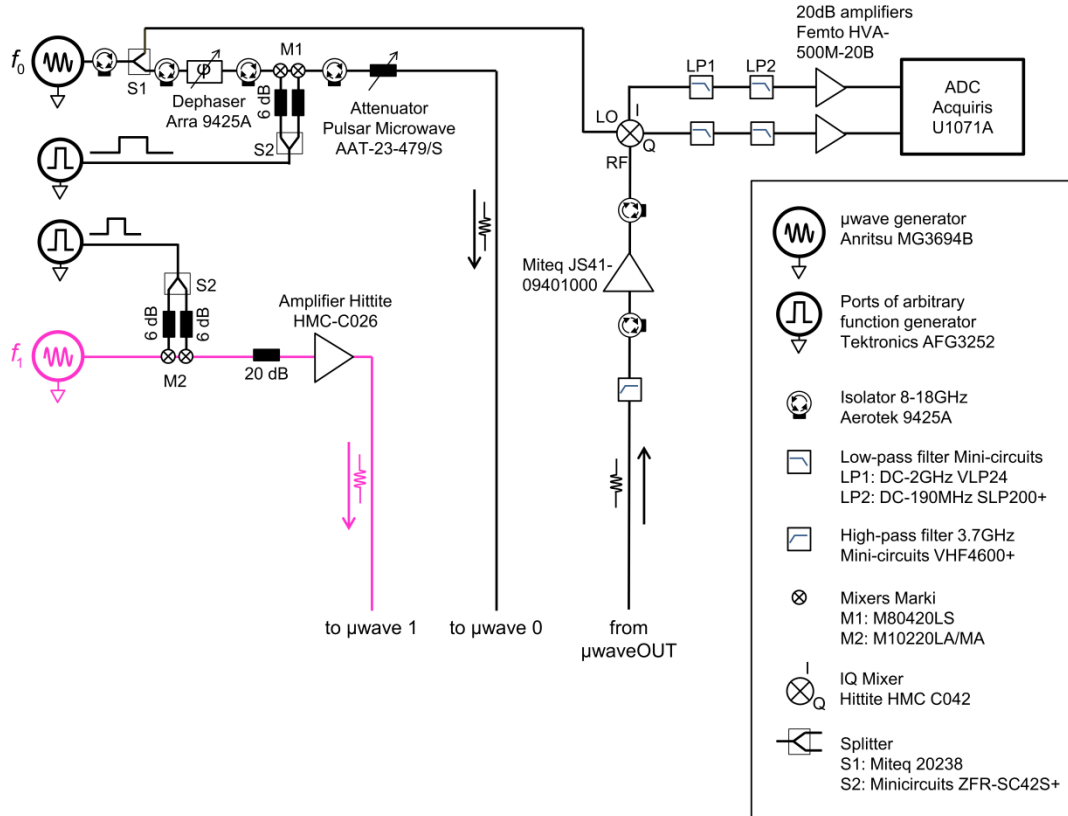 f0
S1
φ
M1
Dephaser
Arra 9425A
6 dB
S2
Attenuator
Pulsar Microwave
AAT-23-479/S
20dB amplifiers
Femto HVA-
500M-20B
LP1
LP2
ADC
Acquiris
U1071A
LO
I
Q
RF
Miteq JS41-
09401000
S2
6 dB
6 dB
f1
M2
20 dB
Amplifier Hittite
HMC-C026
to µwave 1
to µwave 0
from
µwaveOUT
µwave generator
Anritsu MG3694B
Ports of arbitrary
function generator
Tektronics AFG3252
Isolator 8-18GHz
Aerotek 9425A
Low-pass filter Mini-circuits
LP1: DC-2GHz VLP24
LP2: DC-190MHz SLP200+
High-pass filter 3.7GHz
Mini-circuits VHF4600+
Mixers Marki
M1: M80420LS
M2: M10220LA/MA
I
Q
IQ Mixer
Hittite HMC C042
Splitter
S1: Miteq 20238
S2: Minicircuits ZFR-SC42S+